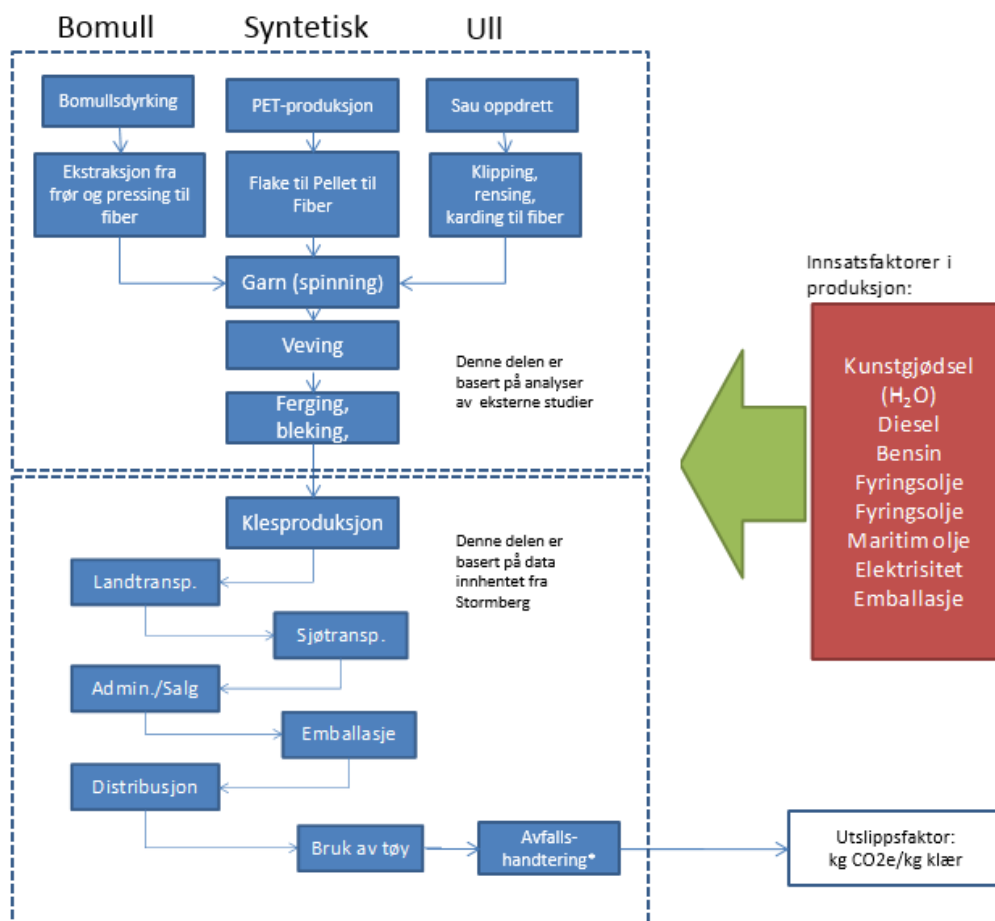 Bomull
Syntetisk
Ull
Bomullsdyrking
PET-produksjon
Sau oppdrett
Ekstraksjon fra
frør og pressing til
fiber
Flake til Pellet til
Fiber
Klipping,
rensing,
karding til fiber
Garn (spinning)
Veving
Ferging,
bleking,
Denne delen er
basert på analyser
av eksterne studier
Innsatsfaktorer i
produksjon:
Kunstgjødsel
(H₂O)
Diesel
Bensin
Fyringsolje
Fyringsolje
Maritim olje
Elektrisitet
Emballasje
Klesproduksjon
Denne delen er
basert på data
innhentet fra
Stormberg
Landtransp.
Sjøtransp.
Admin./Salg
Emballasje
Distribusjon
Bruk av tøy
Avfalls-
handtering*
Utslippsfaktor:
kg CO2e/kg klær